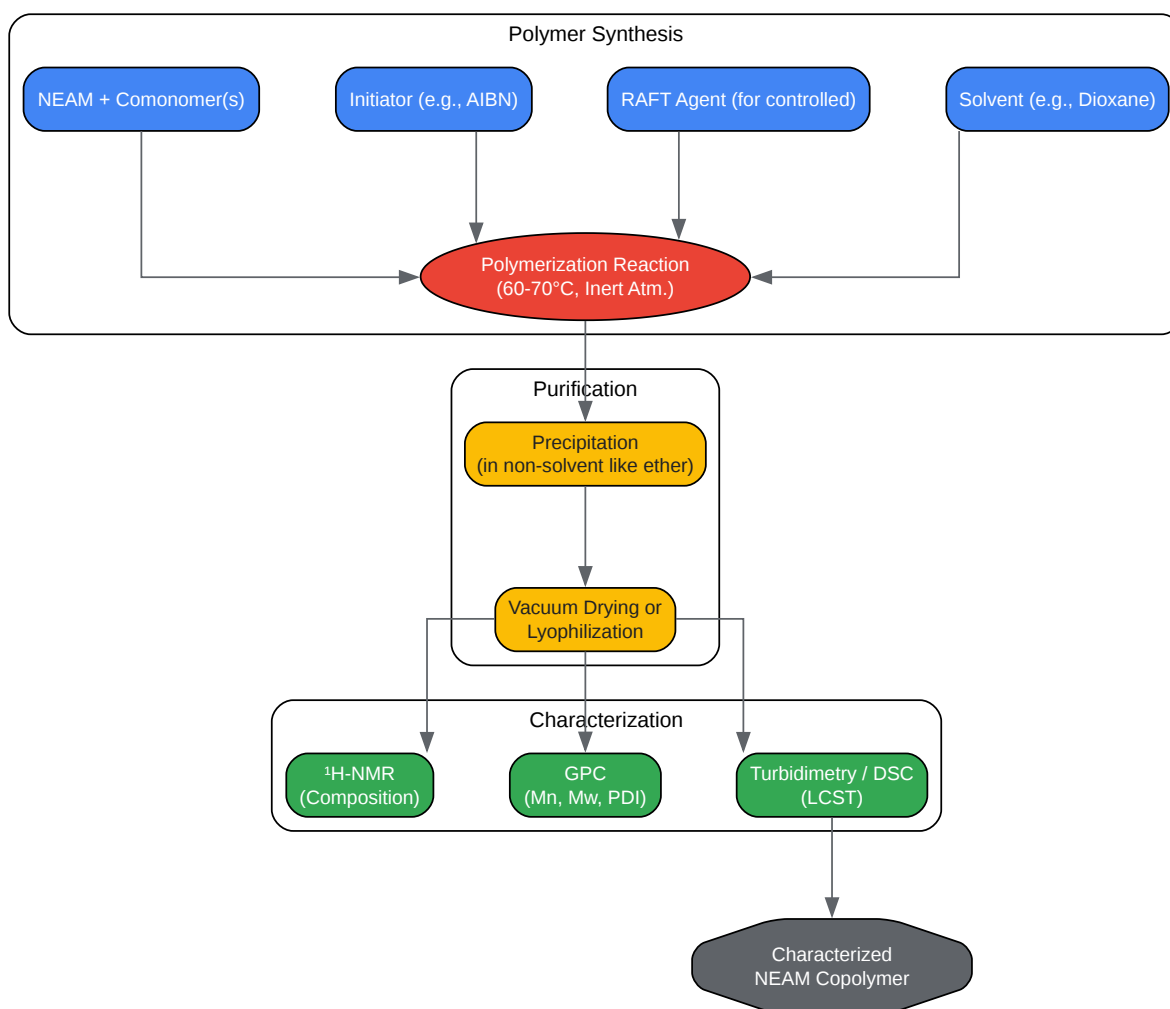 Polymer Synthesis
NEAM + Comonomer(s)
Initiator (e.g., AIBN)
RAFT Agent (for controlled)
Solvent (e.g., Dioxane)
Polymerization Reaction
(60-70°C, Inert Atm.)
Purification
Precipitation
(in non-solvent like ether)
Vacuum Drying or
Lyophilization
Characterization
¹H-NMR
(Composition)
GPC
(Mn, Mw, PDI)
Turbidimetry / DSC
(LCST)
Characterized
NEAM Copolymer